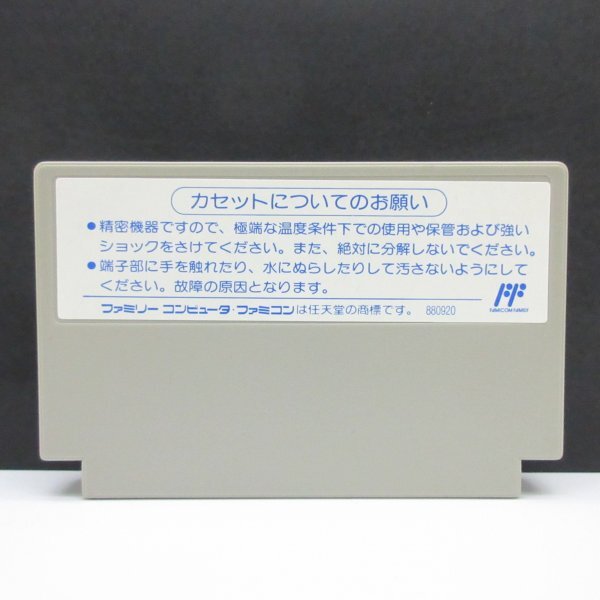 カセットについてのお願い
●精密機器ですので、極端な温度条件下での使用や保管および強い
ショックをさけてください。また、絶対に分解しないでください。
●端子部に手を触れたり、水にぬらしたりして汚さないようにして
ください。故障の原因となります。
ファミリー コンピュータ・ファミコンは任天堂の商標です。 880920
FF
FAMICOM FAMILY